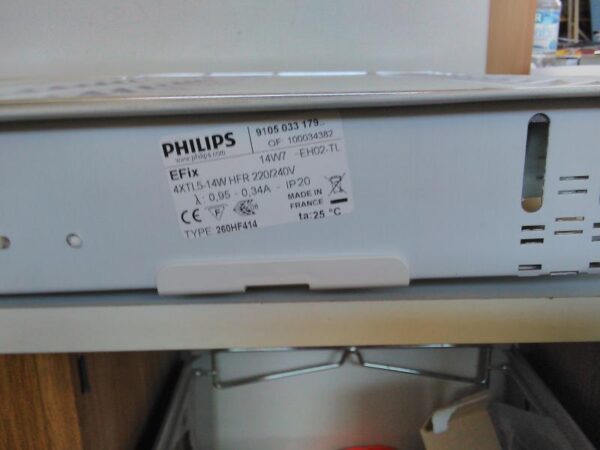 PHILIPS
www.philips.com
9105 033 179..
OF: 100034382
14W7 -EH02-TL
EFix
4XTL5-14W HFR 220/240V
λ: 0,95 - 0,34A - IP20
CE F
MADE IN
FRANCE
ta:25 °C
TYPE 260HF414